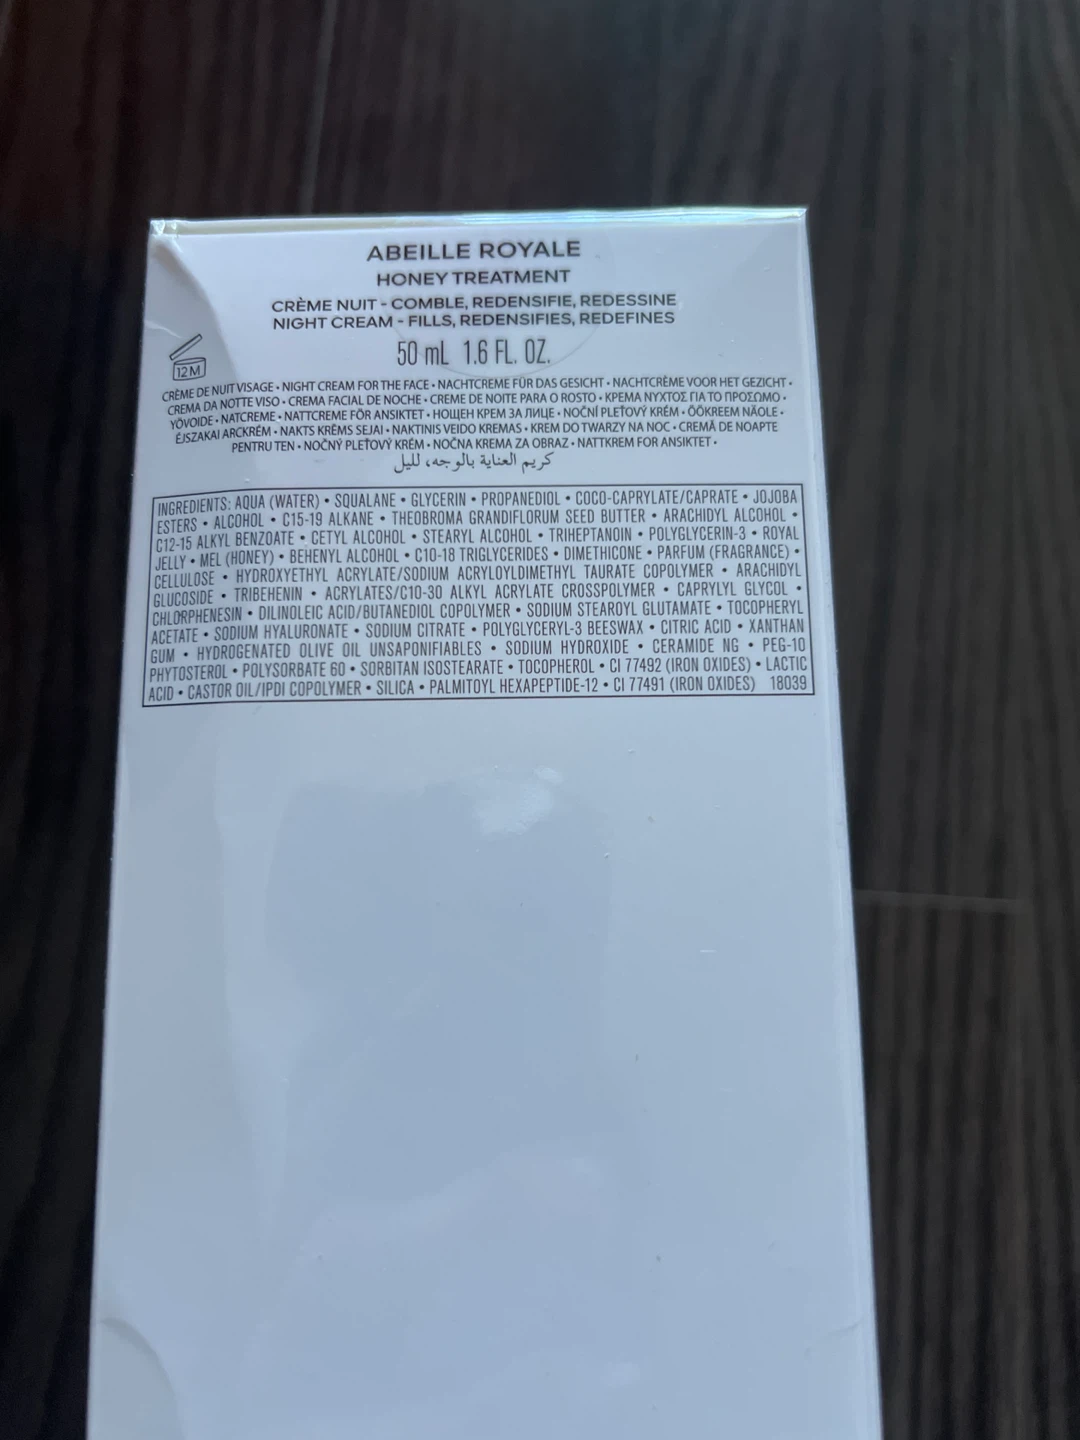 ABEILLE ROYALE
HONEY TREATMENT
CRÈME NUIT - COMBLE, REDENSIFIE, REDESSINE
NIGHT CREAM - FILLS, REDENSIFIES, REDEFINES
50 mL 1.6 FL. OZ.
12M
CRÈME DE NUIT VISAGE • NIGHT CREAM FOR THE FACE • NACHTCREME FÜR DAS GESICHT • NACHTCRÈME VOOR HET GEZICHT •
CREMA DA NOTTE VISO • CREMA FACIAL DE NOCHE • CREME DE NOITE PARA O ROSTO • ΚΡΕΜΑ ΝΥΧΤΟΣ ΓΙΑ ΤΟ ΠΡΟΣΩΠΟ •
YÖVOIDE • NATCREME • NATTCREME FÖR ANSIKTET • НОЩЕН КРЕМ ЗА ЛИЦЕ • NOČNÍ PLEŤOVÝ KRÉM • ÖÖKREEM NÄOLE •
ÉJSZAKAI ARCKRÉM • NAKTS KRĒMS SEJAI • NAKTINIS VEIDO KREMAS • KREM DO TWARZY NA NOC • CREMĂ DE NOAPTE
PENTRU TEN • NOČNÝ PLEŤOVÝ KRÉM • NOČNA KREMA ZA OBRAZ • NATTKREM FOR ANSIKTET •
كريم العناية بالوجه، لليل
INGREDIENTS: AQUA (WATER) • SQUALANE • GLYCERIN • PROPANEDIOL • COCO-CAPRYLATE/CAPRATE • JOJOBA
ESTERS • ALCOHOL • C15-19 ALKANE • THEOBROMA GRANDIFLORUM SEED BUTTER • ARACHIDYL ALCOHOL •
C12-15 ALKYL BENZOATE • CETYL ALCOHOL • STEARYL ALCOHOL • TRIHEPTANOIN • POLYGLYCERIN-3 • ROYAL
JELLY • MEL (HONEY) • BEHENYL ALCOHOL • C10-18 TRIGLYCERIDES • DIMETHICONE • PARFUM (FRAGRANCE) •
CELLULOSE • HYDROXYETHYL ACRYLATE/SODIUM ACRYLOYLDIMETHYL TAURATE COPOLYMER • ARACHIDYL
GLUCOSIDE • TRIBEHENIN • ACRYLATES/C10-30 ALKYL ACRYLATE CROSSPOLYMER • CAPRYLYL GLYCOL •
CHLORPHENESIN • DILINOLEIC ACID/BUTANEDIOL COPOLYMER • SODIUM STEAROYL GLUTAMATE • TOCOPHERYL
ACETATE • SODIUM HYALURONATE • SODIUM CITRATE • POLYGLYCERYL-3 BEESWAX • CITRIC ACID • XANTHAN
GUM • HYDROGENATED OLIVE OIL UNSAPONIFIABLES • SODIUM HYDROXIDE • CERAMIDE NG • PEG-10
PHYTOSTEROL • POLYSORBATE 60 • SORBITAN ISOSTEARATE • TOCOPHEROL • CI 77492 (IRON OXIDES) • LACTIC
ACID • CASTOR OIL/IPDI COPOLYMER • SILICA • PALMITOYL HEXAPEPTIDE-12 • CI 77491 (IRON OXIDES) 18039